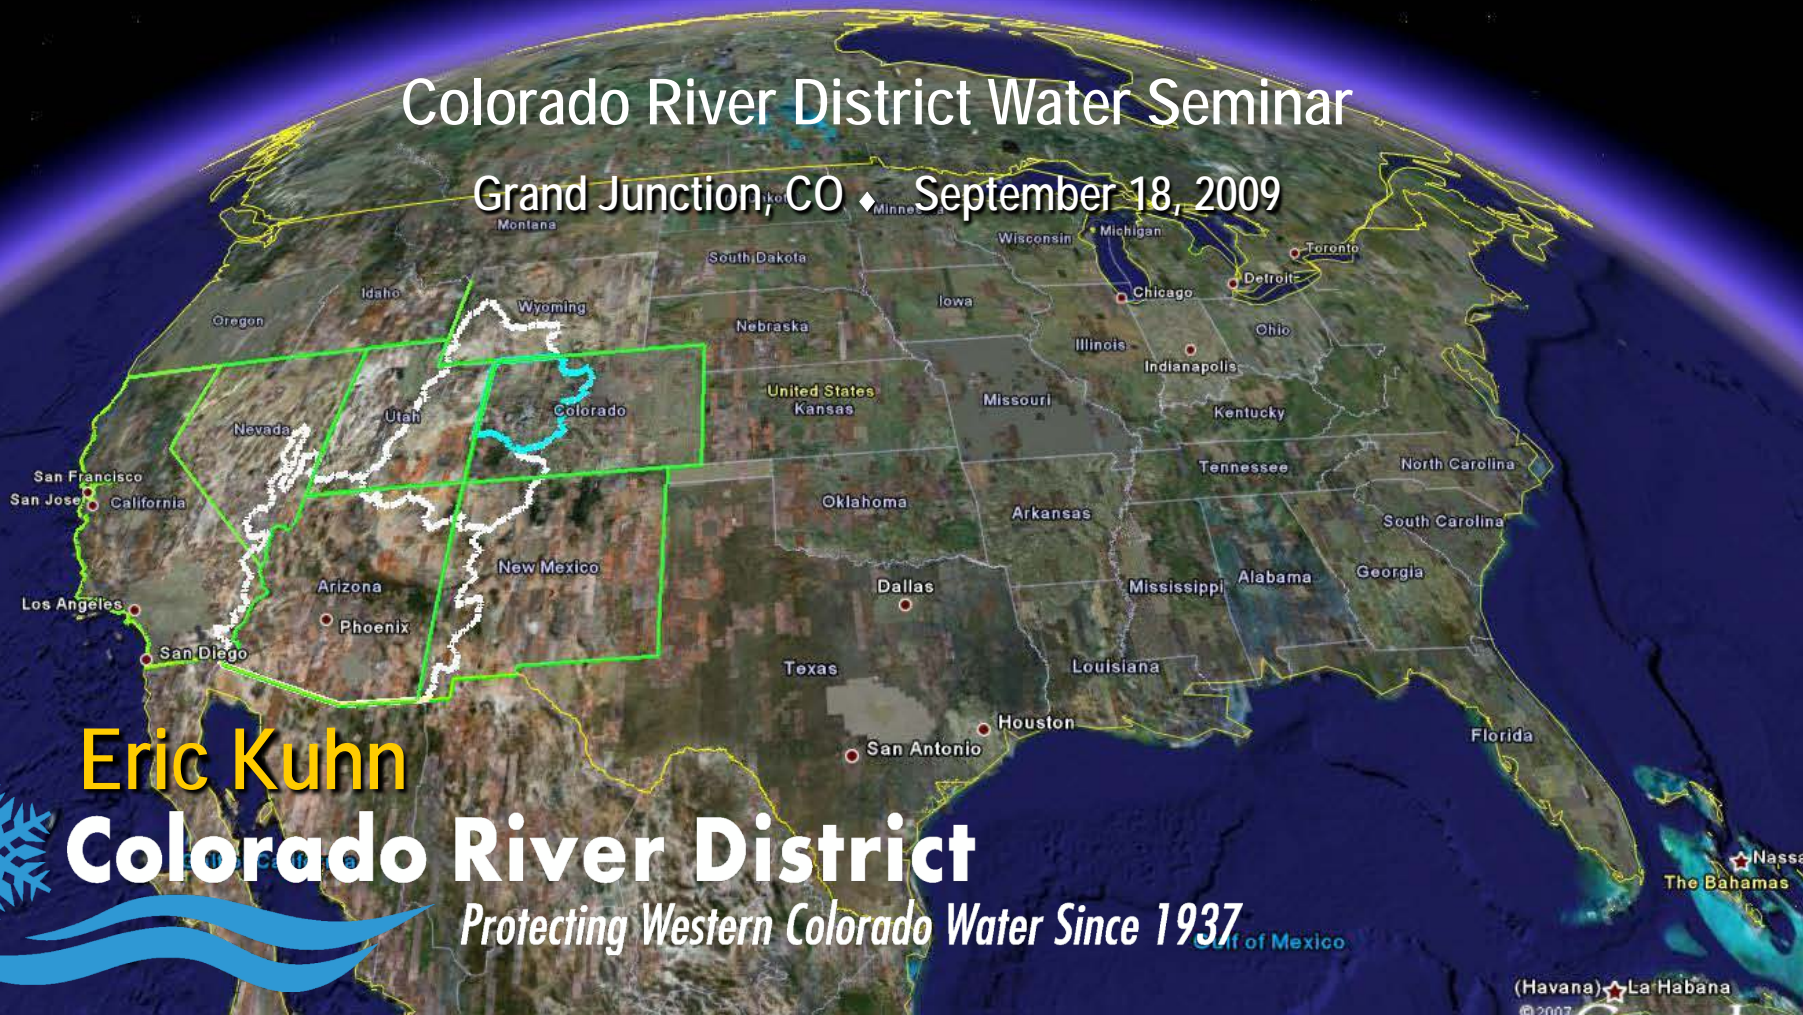 Colorado River District Water Seminar
Grand Junction, CO ♦ September 18, 2009
Montana
Wisconsin
Michigan
Toronto
South Dakota
Detroit
Idaho
Wyoming
Chicago
Iowa
Oregon
Nebraska
Ohio
Illinois
Indianapolis
United States
Kansas
Missouri
Utah
Colorado
Kentucky
Nevada
San Francisco
Tennessee
North Carolina
San Jose
California
Oklahoma
Arkansas
South Carolina
New Mexico
Arizona
Dallas
Mississippi
Alabama
Georgia
Los Angeles
Phoenix
San Diego
Texas
Louisiana
Houston
Florida
San Antonio
Eric Kuhn
Colorado River District
Nassa
The Bahamas
Protecting Western Colorado Water Since 1937
Gulf of Mexico
(Havana) La Habana
©2007